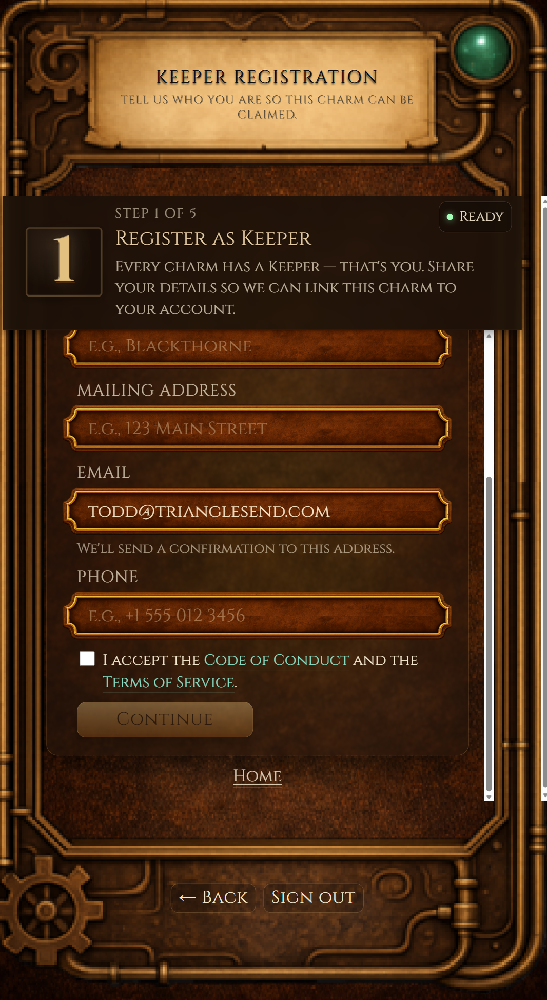 KEEPER REGISTRATION
TELL US WHO YOU ARE SO THIS CHARM CAN BE
CLAIMED.
STEP 1 OF 5
READY
1
REGISTER AS KEEPER
EVERY CHARM HAS A KEEPER — THAT'S YOU. SHARE
YOUR DETAILS SO WE CAN LINK THIS CHARM TO
YOUR ACCOUNT.
E.G., BLACKTHORNE
MAILING ADDRESS
E.G., 123 MAIN STREET
EMAIL
TODD@TRIANGLESEND.COM
WE'LL SEND A CONFIRMATION TO THIS ADDRESS.
PHONE
E.G., +1 555 012 3456
I ACCEPT THE CODE OF CONDUCT AND THE
TERMS OF SERVICE.
CONTINUE
HOME
← BACK
SIGN OUT